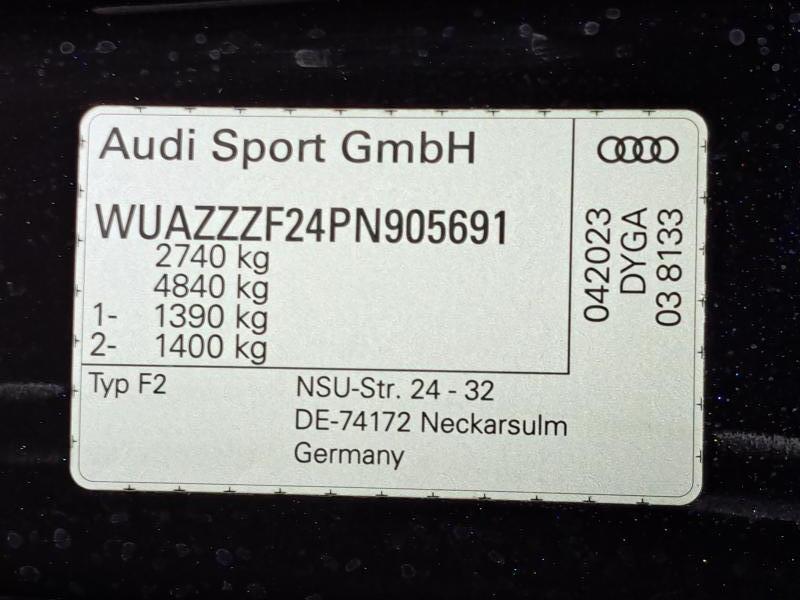 Audi Sport GmbH
WUAZZZF24PN905691
2740 kg
4840 kg
1- 1390 kg
2- 1400 kg
Typ F2
NSU-Str. 24 - 32
DE-74172 Neckarsulm
Germany
042023
DYGA
03 8133